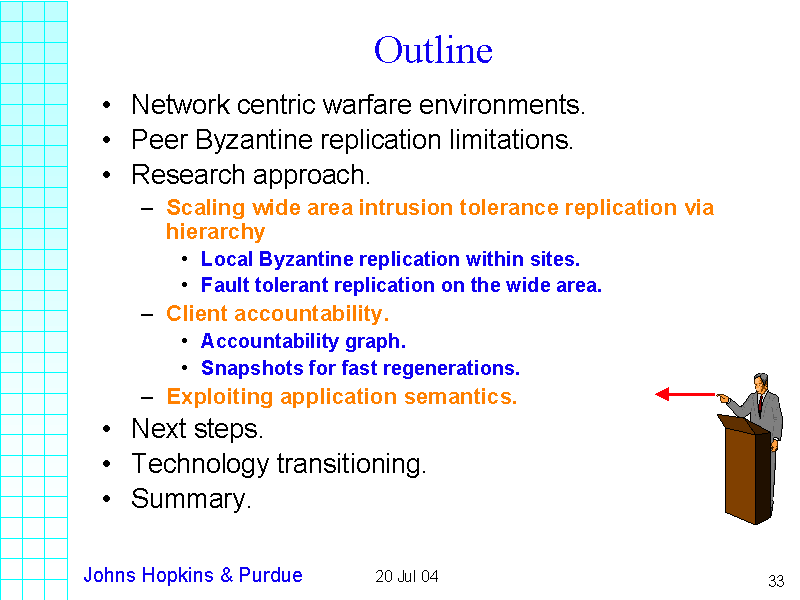 Outline
• Network centric warfare environments.
• Peer Byzantine replication limitations.
• Research approach.
– Scaling wide area intrusion tolerance replication via
hierarchy
• Local Byzantine replication within sites.
• Fault tolerant replication on the wide area.
– Client accountability.
• Accountability graph.
• Snapshots for fast regenerations.
– Exploiting application semantics.
• Next steps.
• Technology transitioning.
• Summary.
Johns Hopkins & Purdue
20 Jul 04
33